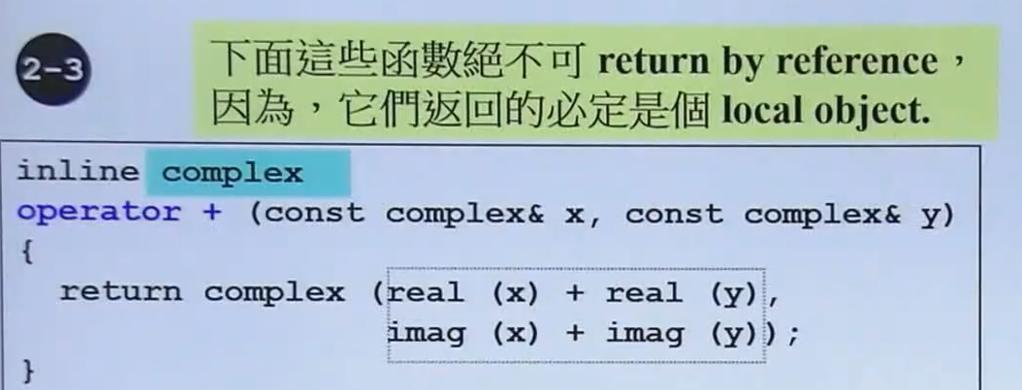 2-3
下面這些函數絕不可 return by reference，
因為，它們返回的必定是個 local object.
inline complex
operator + (const complex& x, const complex& y)
{
return complex (real (x) + real (y),
imag (x) + imag (y));
}